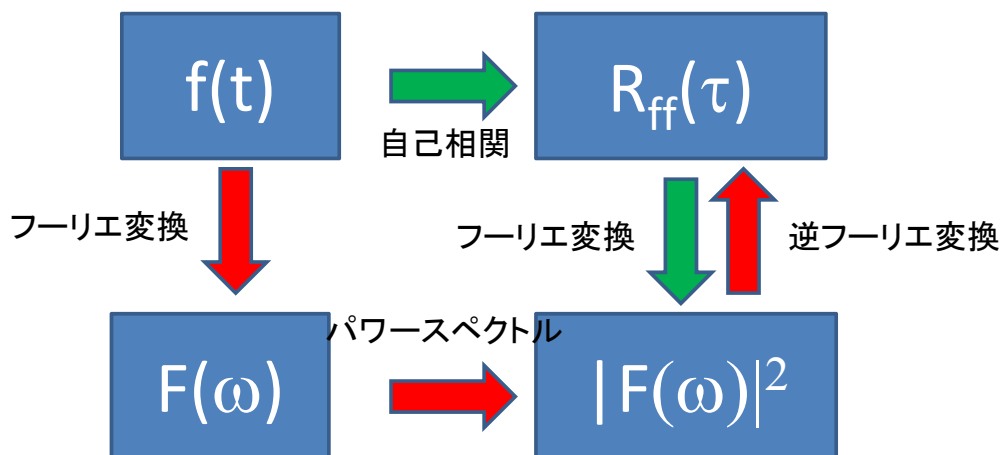 f(t)
R_ff(τ)
自己相関
フーリエ変換
フーリエ変換
逆フーリエ変換
パワースペクトル
F(ω)
|F(ω)|²